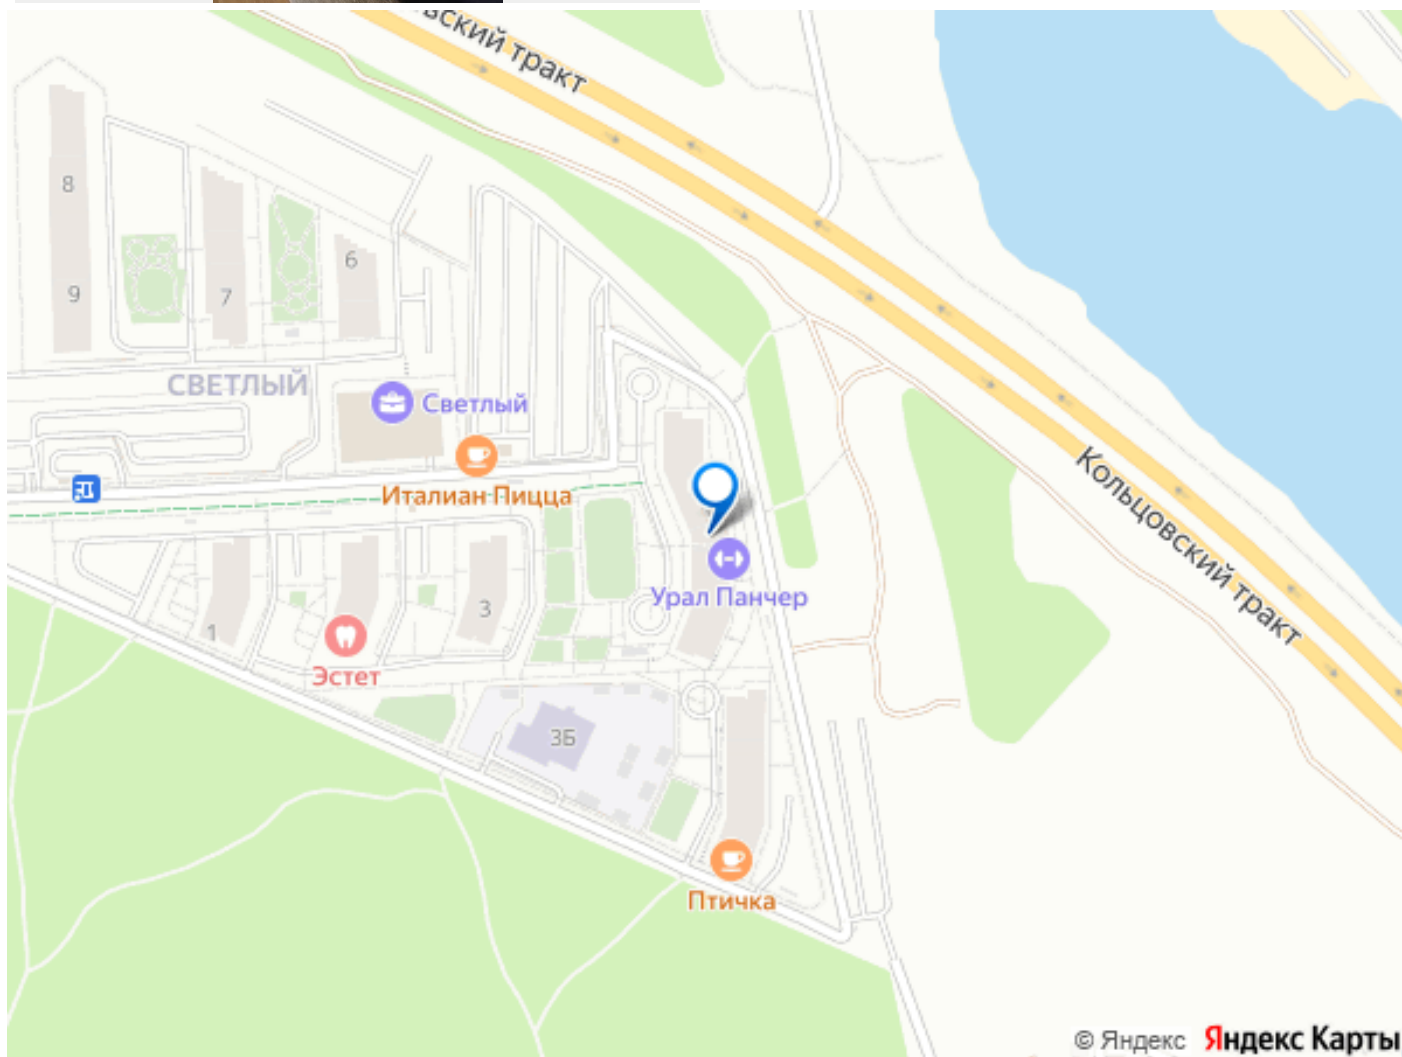 ьский тракт
8
6
9
7
СВЕТЛЫЙ
Светлый
Италиан Пицца
Кольцовский тракт
Урал Панчер
1
3
Эстет
3Б
Птичка
© Яндекс Яндекс Карты